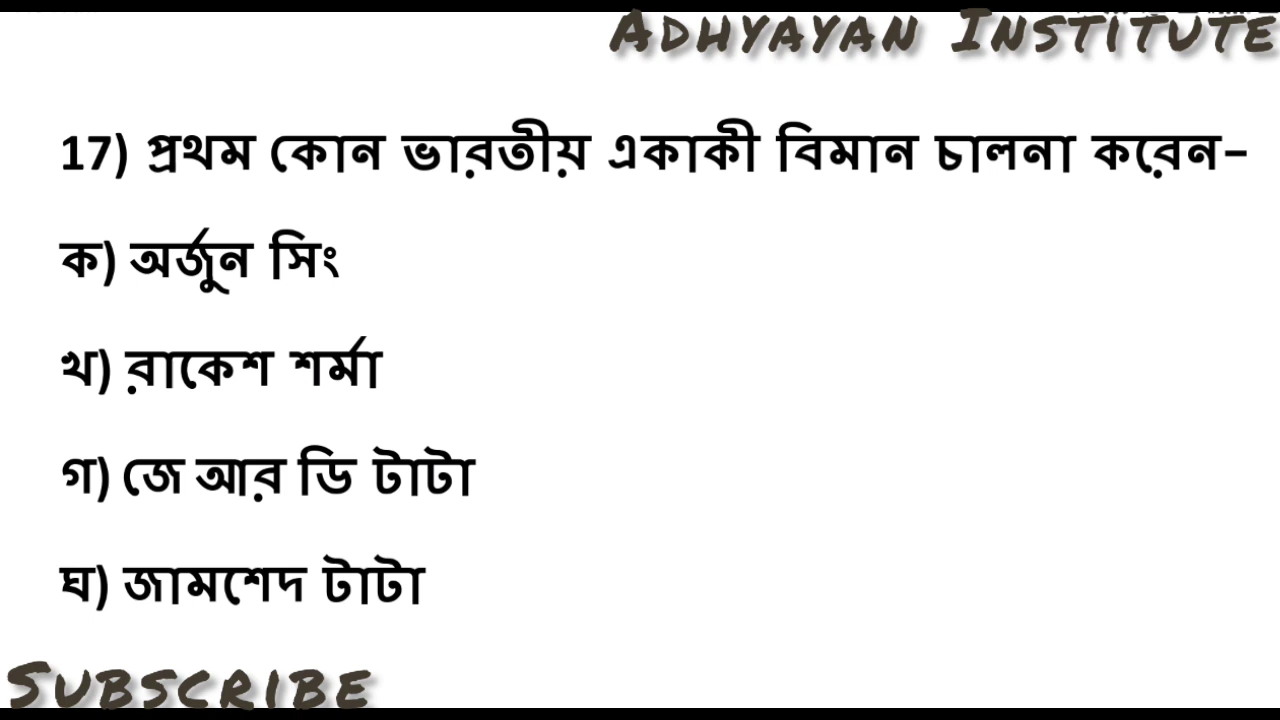 ADHYAYAN INSTITUTE
17) প্রথম কোন ভারতীয় একাকী বিমান চালনা করেন–
ক) অর্জুন সিং
খ) রাকেশ শর্মা
গ) জে আর ডি টাটা
ঘ) জামশেদ টাটা
SUBSCRIBE